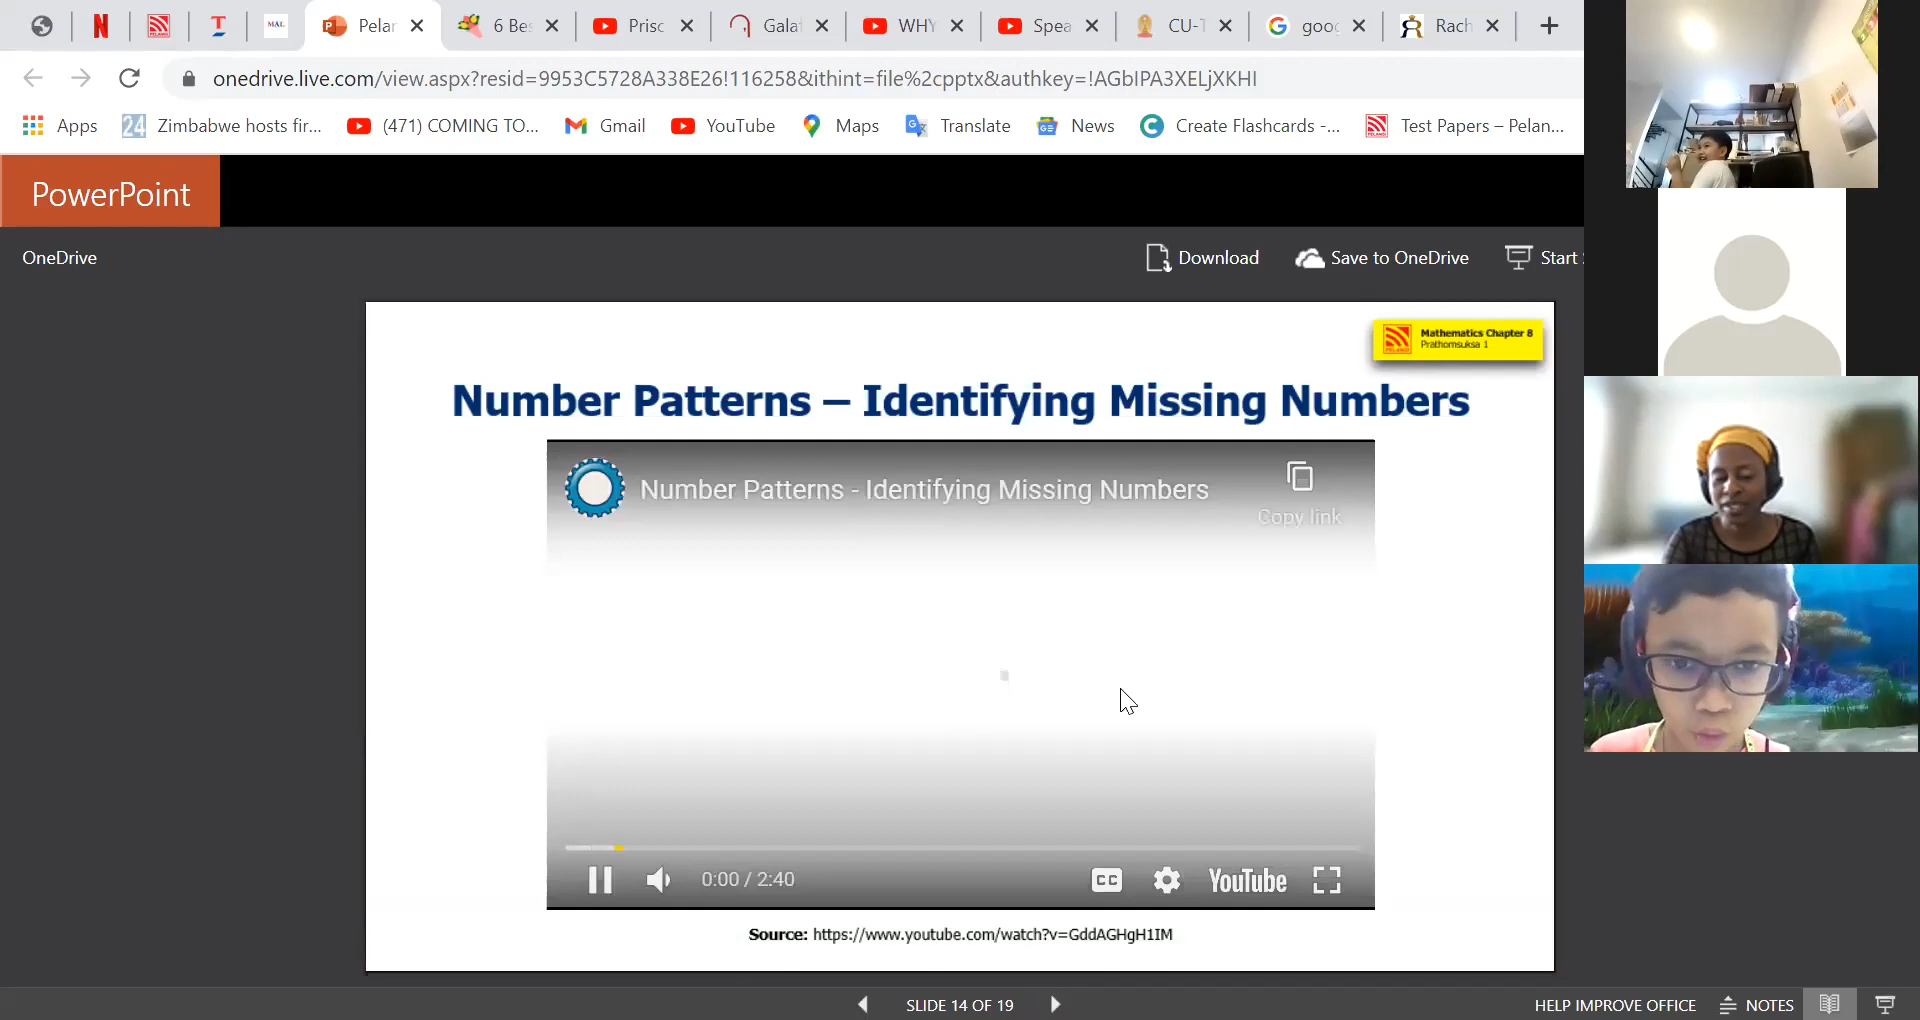 Pelar
6 Bes
Prisc
Gala
WHY
Spea
CU-T
goo
Rach
onedrive.live.com/view.aspx?resid=9953C5728A338E26!116258&ithint=file%2cpptx&authkey=!AGbIPA3XELjXKHI
Apps
Zimbabwe hosts fir...
(471) COMING TO...
Gmail
YouTube
Maps
Translate
News
Create Flashcards -...
Test Papers – Pelan...
PowerPoint
OneDrive
Download
Save to OneDrive
Start
Mathematics Chapter 8
Prathomsuksa 1
Number Patterns – Identifying Missing Numbers
Number Patterns - Identifying Missing Numbers
Copy link
0:00 / 2:40
CC
YouTube
Source: https://www.youtube.com/watch?v=GddAGHgH1IM
SLIDE 14 OF 19
HELP IMPROVE OFFICE
NOTES